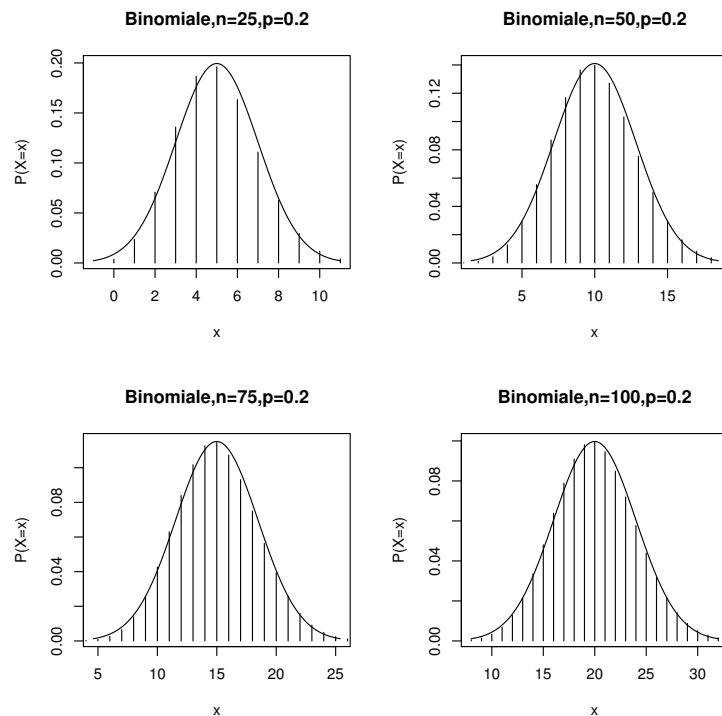 Binomiale,n=25,p=0.2
P(X=x)
0.00 0.05 0.10 0.15 0.20
0 2 4 6 8 10
x
Binomiale,n=50,p=0.2
P(X=x)
0.00 0.04 0.08 0.12
5 10 15
x
Binomiale,n=75,p=0.2
P(X=x)
0.00 0.04 0.08
5 10 15 20 25
x
Binomiale,n=100,p=0.2
P(X=x)
0.00 0.04 0.08
10 15 20 25 30
x